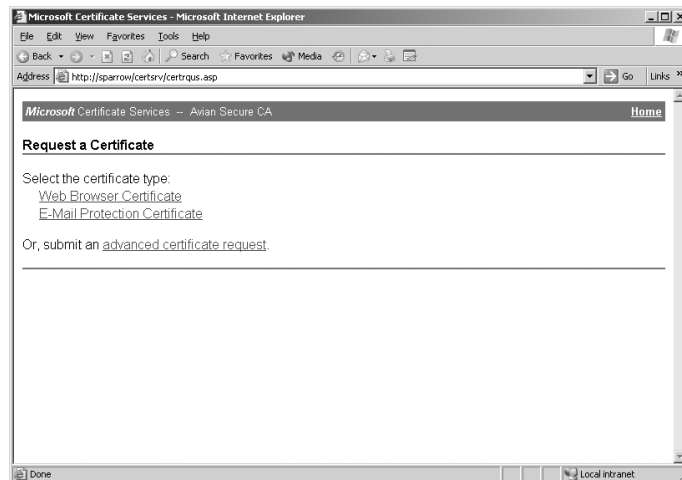 Microsoft Certificate Services - Microsoft Internet Explorer
File Edit View Favorites Tools Help
Back Search Favorites Media
Address http://sparrow/certsrv/certrqus.asp Go Links »
Microsoft Certificate Services -- Avian Secure CA Home
Request a Certificate
Select the certificate type:
Web Browser Certificate
E-Mail Protection Certificate
Or, submit an advanced certificate request.
Done Local intranet